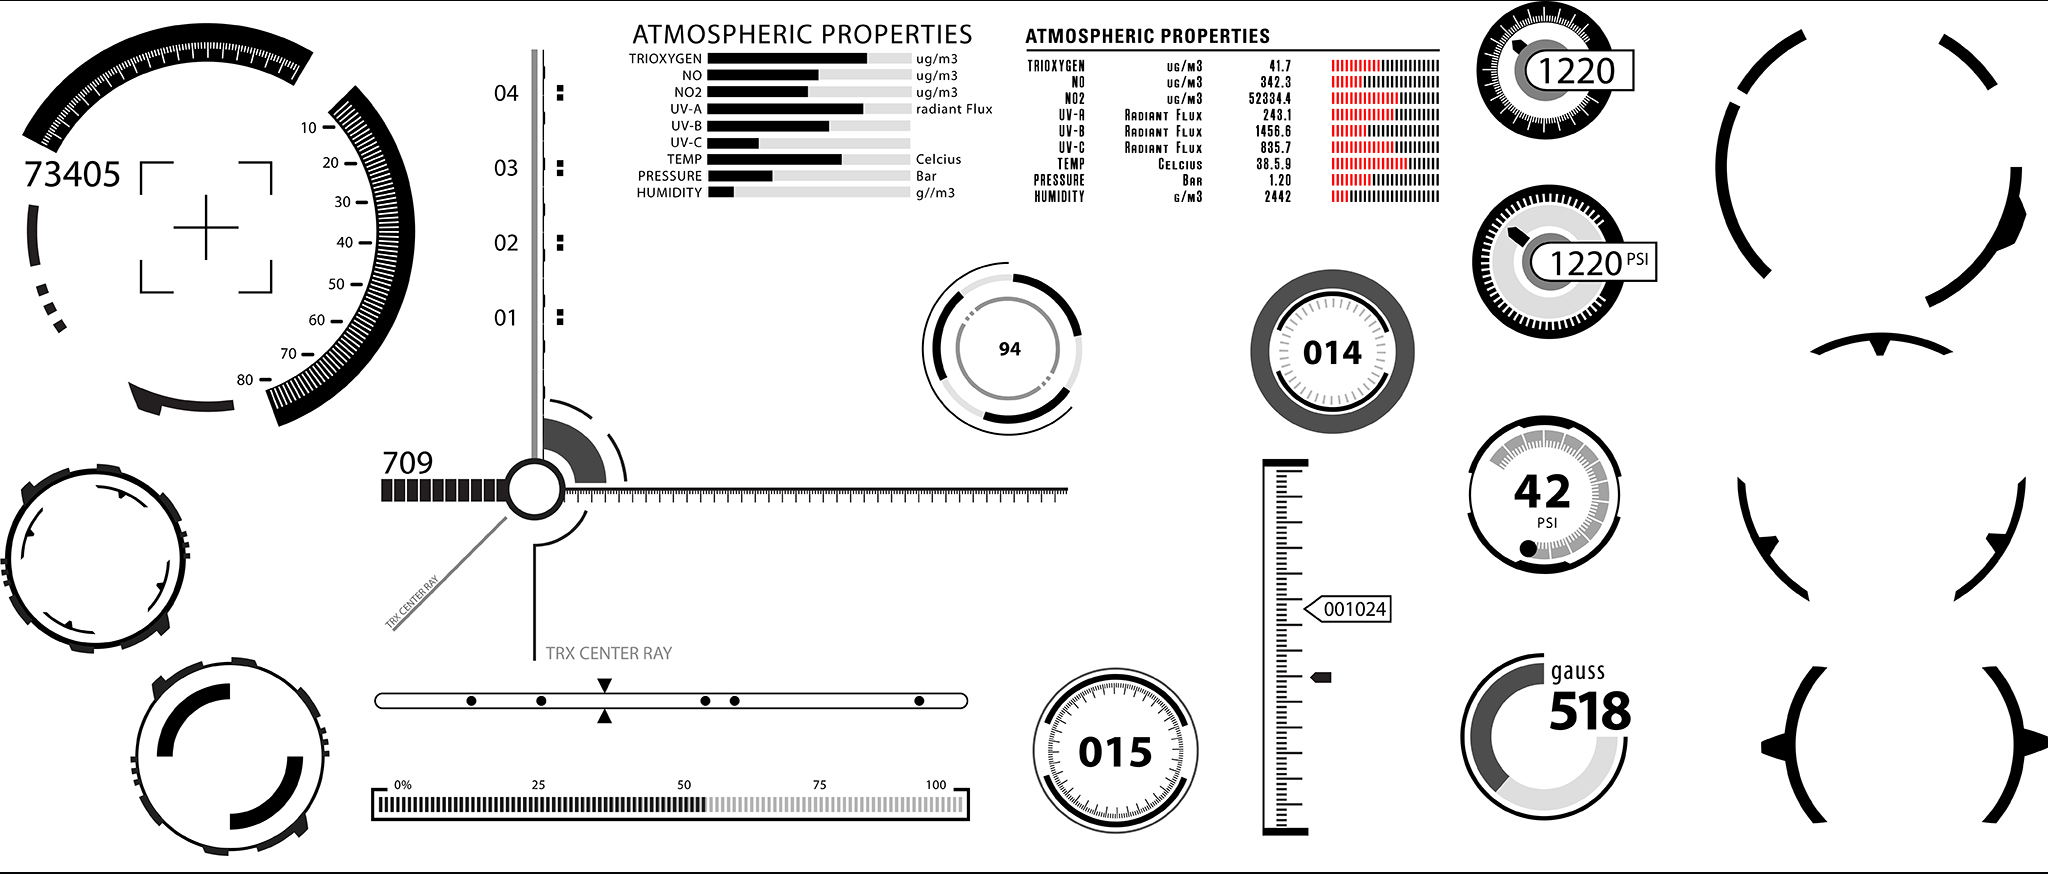 73405
10
20
30
40
50
60
70
80
04
03
02
01
709
TRX CENTER RAY
TRX CENTER RAY
ATMOSPHERIC PROPERTIES
TRIOXYGEN ug/m3
NO ug/m3
NO2 ug/m3
UV-A radiant Flux
UV-B
UV-C
TEMP Celcius
PRESSURE Bar
HUMIDITY g//m3
ATMOSPHERIC PROPERTIES
TRIOXYGEN UG/M3 41.7
NO UG/M3 342.3
NO2 UG/M3 52334.4
UV-A RADIANT FLUX 243.1
UV-B RADIANT FLUX 1456.6
UV-C RADIANT FLUX 835.7
TEMP CELCIUS 38.5.9
PRESSURE BAR 1.20
HUMIDITY G/M3 2442
94
014
0% 25 50 75 100
015
001024
1220
1220 PSI
42
PSI
gauss
518